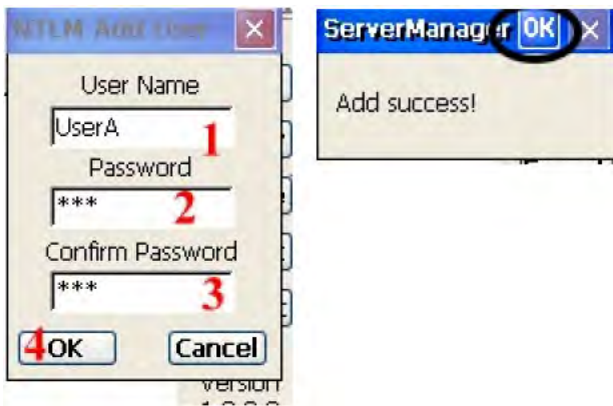 NTLM Add User
User Name
UserA 1
Password
*** 2
Confirm Password
*** 3
4 OK Cancel
Version
ServerManager OK
Add success!